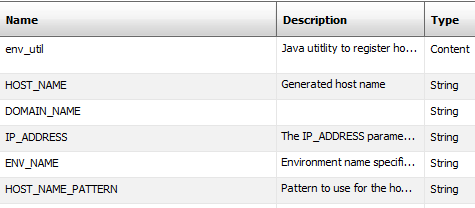 Name Description Type
env_util Java utitlity to register ho... Content
HOST_NAME Generated host name String
DOMAIN_NAME String
IP_ADDRESS The IP_ADDRESS parame... String
ENV_NAME Environment name specifi... String
HOST_NAME_PATTERN Pattern to use for the ho... String